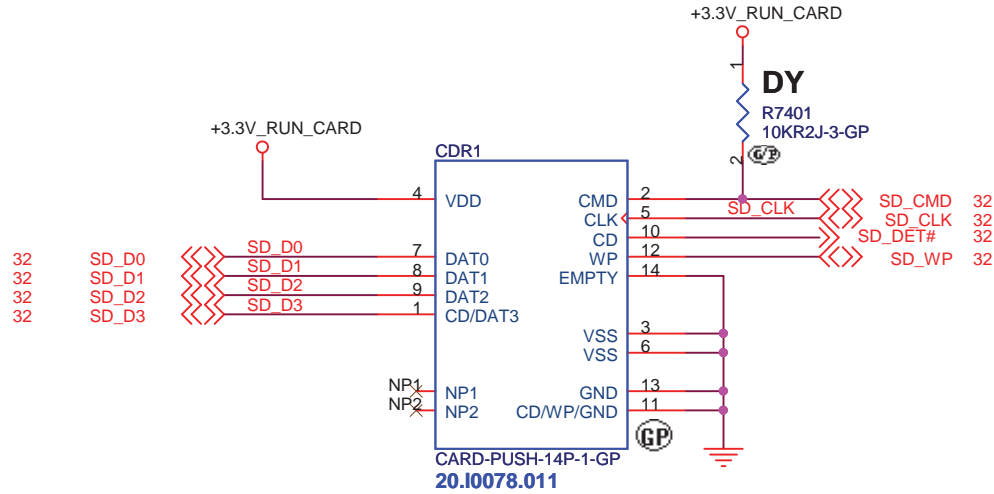 +3.3V_RUN_CARD
1
DY
R7401
10KR2J-3-GP
2
G/P
+3.3V_RUN_CARD
CDR1
4 VDD
CMD 2 SD_CMD 32
CLK 5 SD_CLK SD_CLK 32
CD 10 SD_DET# 32
WP 12 SD_WP 32
EMPTY 14
32 SD_D0 SD_D0 7 DAT0
32 SD_D1 SD_D1 8 DAT1
32 SD_D2 SD_D2 9 DAT2
32 SD_D3 SD_D3 1 CD/DAT3
VSS 3
VSS 6
NP1 NP1
NP2 NP2
GND 13
CD/WP/GND 11
GP
CARD-PUSH-14P-1-GP
20.I0078.011